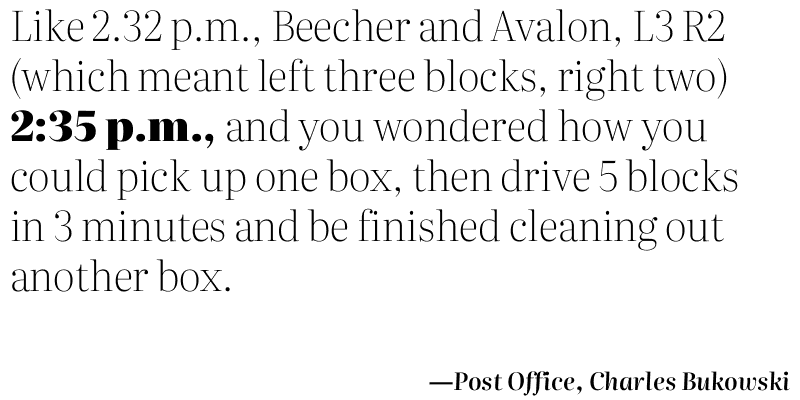 Like 2.32 p.m., Beecher and Avalon, L3 R2
(which meant left three blocks, right two)
2:35 p.m., and you wondered how you
could pick up one box, then drive 5 blocks
in 3 minutes and be finished cleaning out
another box.
—Post Office, Charles Bukowski